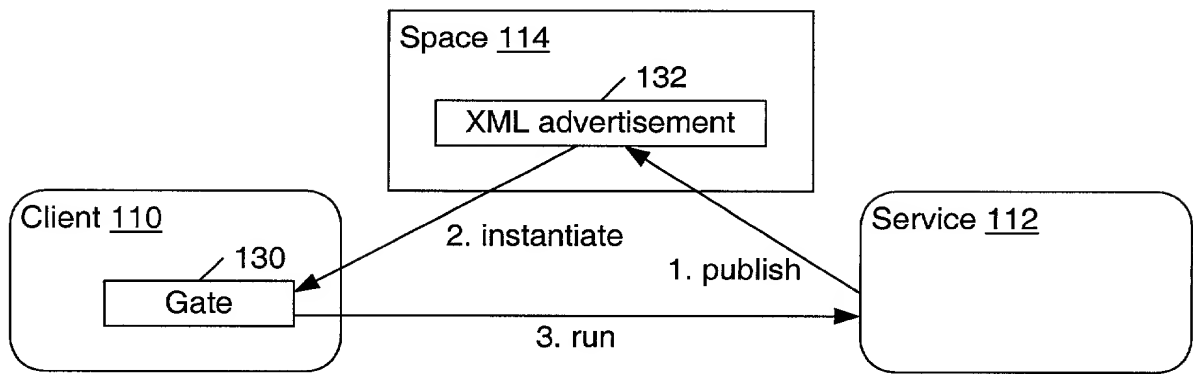 Space 114
132
XML advertisement
Client 110
2. instantiate
Service 112
130
1. publish
Gate
3. run